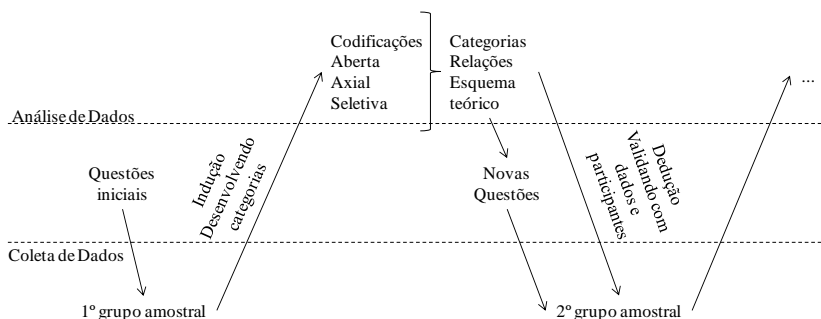 Codificações
Aberta
Axial
Seletiva
Categorias
Relações
Esquema
teórico
...
Análise de Dados
Questões
iniciais
Indução
Desenvolvendo
categorias
Novas
Questões
Dedução
Validando com
dados e
participantes
Coleta de Dados
1º grupo amostral
2º grupo amostral